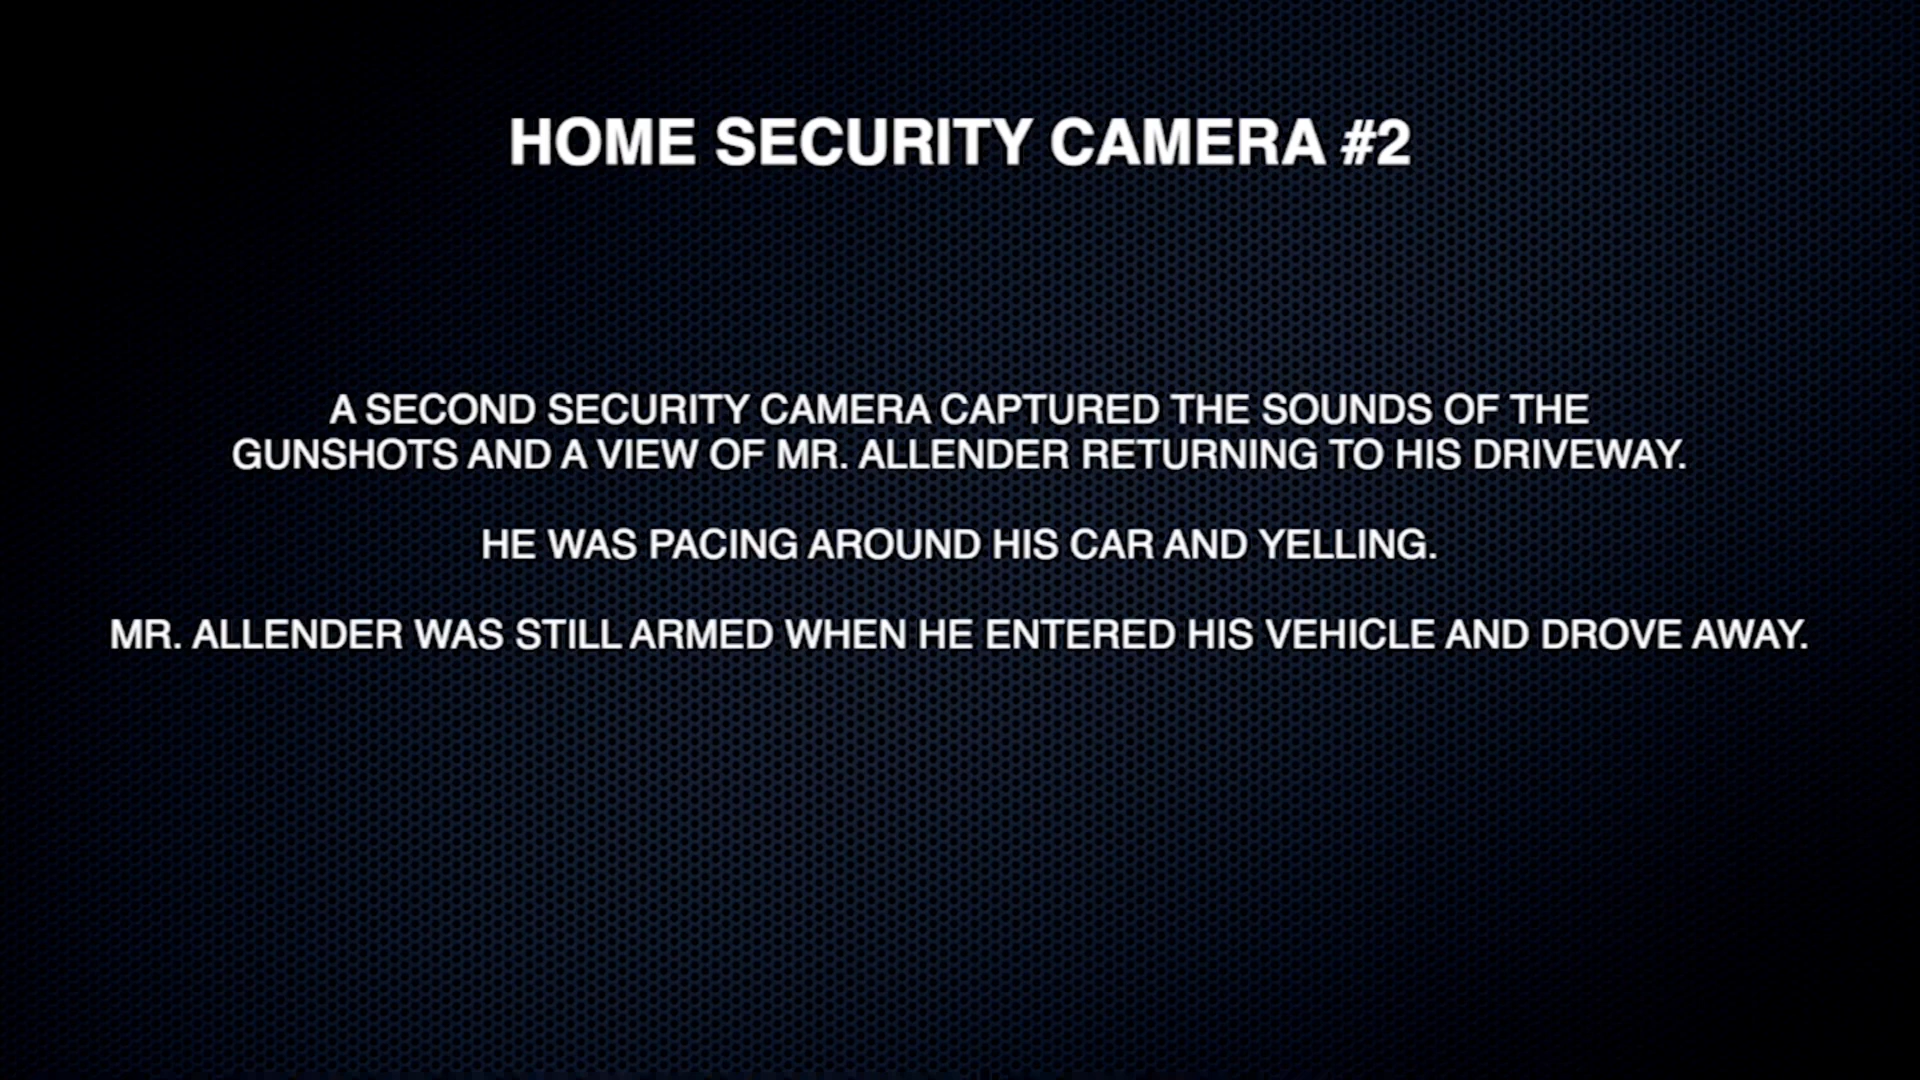 HOME SECURITY CAMERA #2
A SECOND SECURITY CAMERA CAPTURED THE SOUNDS OF THE
GUNSHOTS AND A VIEW OF MR. ALLENDER RETURNING TO HIS DRIVEWAY.
HE WAS PACING AROUND HIS CAR AND YELLING.
MR. ALLENDER WAS STILL ARMED WHEN HE ENTERED HIS VEHICLE AND DROVE AWAY.